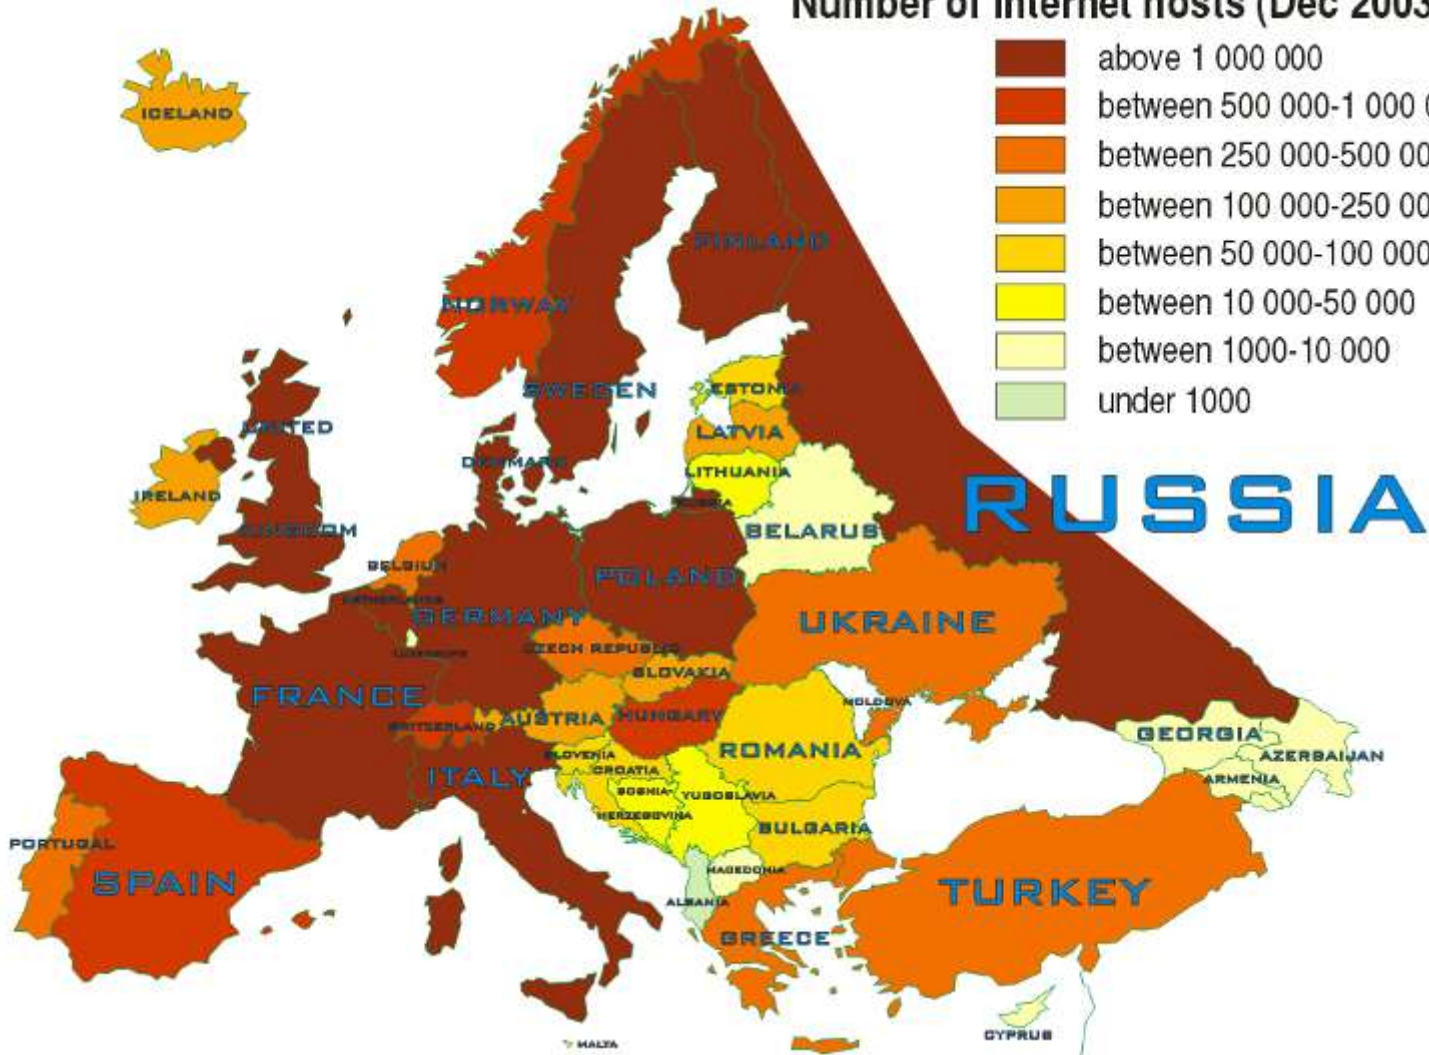 Number of Internet hosts (Dec 2003
above 1 000 000
between 500 000-1 000 0
between 250 000-500 00
between 100 000-250 00
between 50 000-100 000
between 10 000-50 000
between 1000-10 000
under 1000
ICELAND
FINLAND
NORWAY
SWEDEN
ESTONIA
UNITED
LATVIA
DENMARK
LITHUANIA
IRELAND
RUSSIA
RUSSIA
KINGDOM
BELARUS
BELGIUM
POLAND
NETHERLANDS
GERMANY
UKRAINE
CZECH REPUBLIC
LUXEMBURG
SLOVAKIA
FRANCE
MOLDOVA
SWITZERLAND
AUSTRIA
HUNGARY
GEORGIA
ROMANIA
SLOVENIA
AZERBAIJAN
CROATIA
ITALY
ARMENIA
BOSNIA-
YUGOSLAVIA
HERZEGOVINA
BULGARIA
PORTUGAL
MACEDONIA
SPAIN
TURKEY
ALBANIA
GREECE
CYPRUS
MALTA